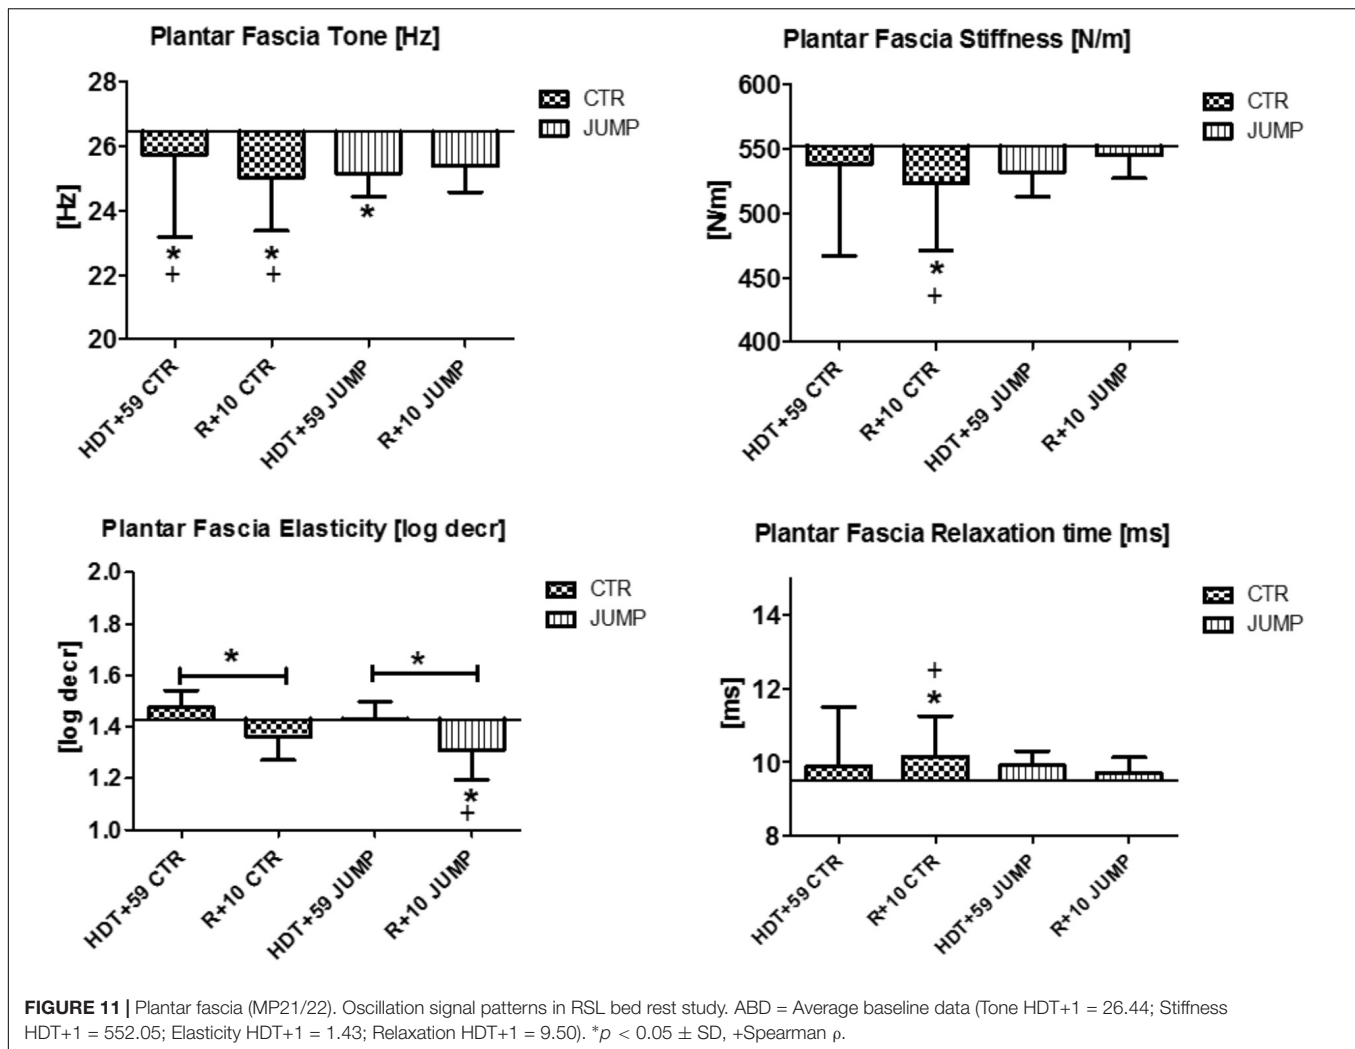 Plantar Fascia Tone [Hz]
28
26
24
22
20
[Hz]
CTR
JUMP
*
+
*
+
*
HDT+59 CTR
R+10 CTR
HDT+59 JUMP
R+10 JUMP
Plantar Fascia Stiffness [N/m]
600
550
500
450
400
[N/m]
CTR
JUMP
*
+
HDT+59 CTR
R+10 CTR
HDT+59 JUMP
R+10 JUMP
Plantar Fascia Elasticity [log decr]
2.0
1.8
1.6
1.4
1.2
1.0
[log decr]
CTR
JUMP
*
*
*
+
HDT+59 CTR
R+10 CTR
HDT+59 JUMP
R+10 JUMP
Plantar Fascia Relaxation time [ms]
14
12
10
8
[ms]
CTR
JUMP
+
*
HDT+59 CTR
R+10 CTR
HDT+59 JUMP
R+10 JUMP
FIGURE 11 | Plantar fascia (MP21/22). Oscillation signal patterns in RSL bed rest study. ABD = Average baseline data (Tone HDT+1 = 26.44; Stiffness
HDT+1 = 552.05; Elasticity HDT+1 = 1.43; Relaxation HDT+1 = 9.50). *p < 0.05 ± SD, +Spearman ρ.